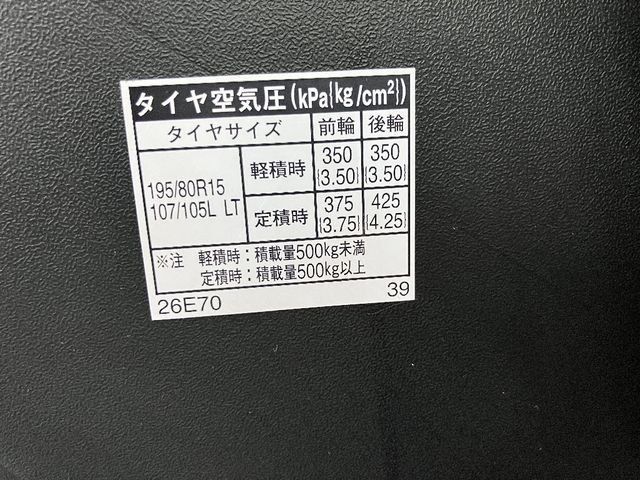 タイヤ空気圧(kPa{kg/cm²})
タイヤサイズ 前輪 後輪
195/80R15 107/105L LT
軽積時 350 {3.50} 350 {3.50}
定積時 375 {3.75} 425 {4.25}
※注 軽積時:積載量500kg未満
定積時:積載量500kg以上
26E70 39